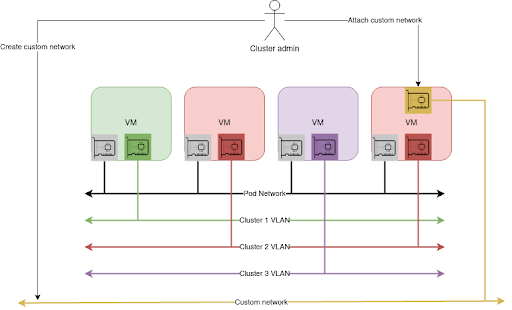 Attach custom network
Create custom network
Cluster admin
VM
VM
VM
VM
Pod Network
Cluster 1 VLAN
Cluster 2 VLAN
Cluster 3 VLAN
Custom network